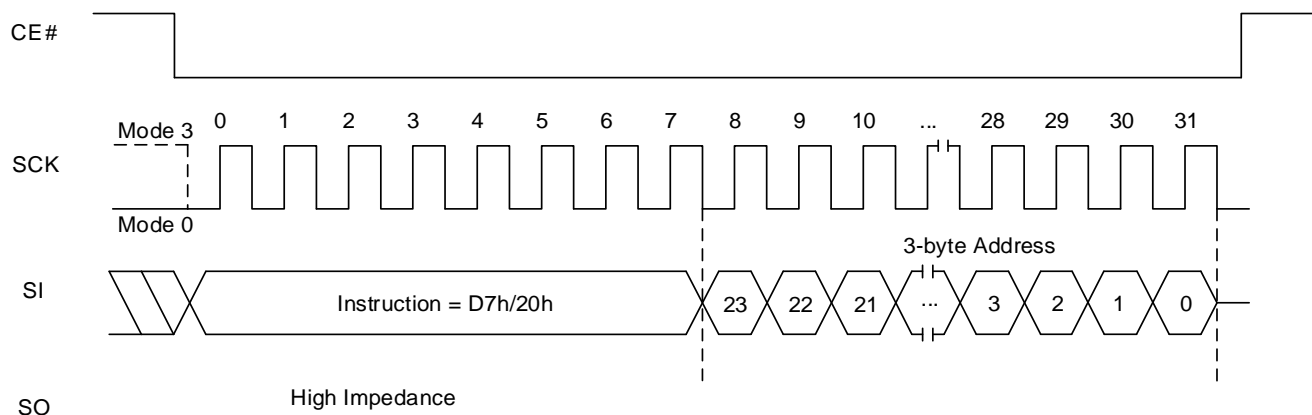 CE#
0 1 2 3 4 5 6 7 8 9 10 ... 28 29 30 31
Mode 3
SCK
Mode 0
3-byte Address
SI
Instruction = D7h/20h 23 22 21 ... 3 2 1 0
High Impedance
SO